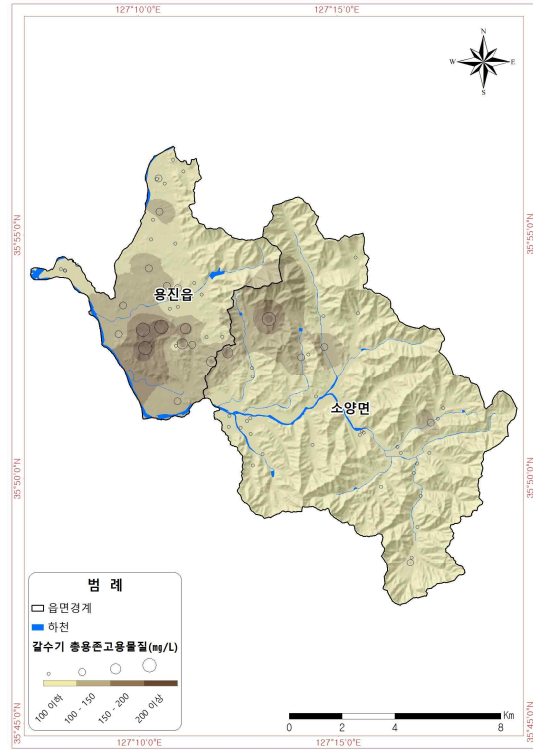 127°10'0"E 127°15'0"E
N
W E
S
35°55'0"N 35°55'0"N
용진읍
소양면
35°50'0"N 35°50'0"N
범 례
읍면경계
하천
갈수기 총용존고용물질(mg/L)
100 이하 100 - 150 150 - 200 200 이상
35°45'0"N 35°45'0"N
Km
0 2 4 8
127°10'0"E 127°15'0"E